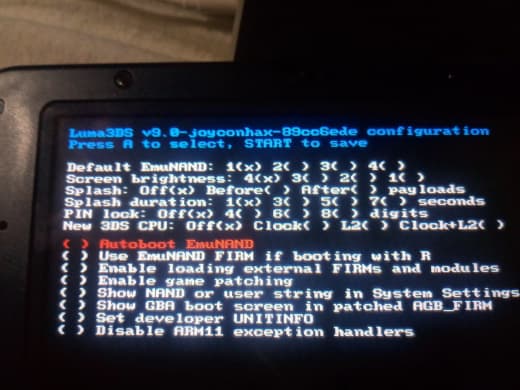 Luma3DS v9.0-joyconhax-89cc6ede configuration
Press A to select, START to save
Default EmuNAND: 1(x) 2( ) 3( ) 4( )
Screen brightness: 4(x) 3( ) 2( ) 1( )
Splash: Off(x) Before( ) After( ) payloads
Splash duration: 1(x) 3( ) 5( ) 7( ) seconds
PIN lock: Off(x) 4( ) 6( ) 8( ) digits
New 3DS CPU: Off(x) Clock( ) L2( ) Clock+L2( )
( ) Autoboot EmuNAND
( ) Use EmuNAND FIRM if booting with R
( ) Enable loading external FIRMs and modules
( ) Enable game patching
( ) Show NAND or user string in System Settings
( ) Show GBA boot screen in patched AGB_FIRM
( ) Set developer UNITINFO
( ) Disable ARM11 exception handlers